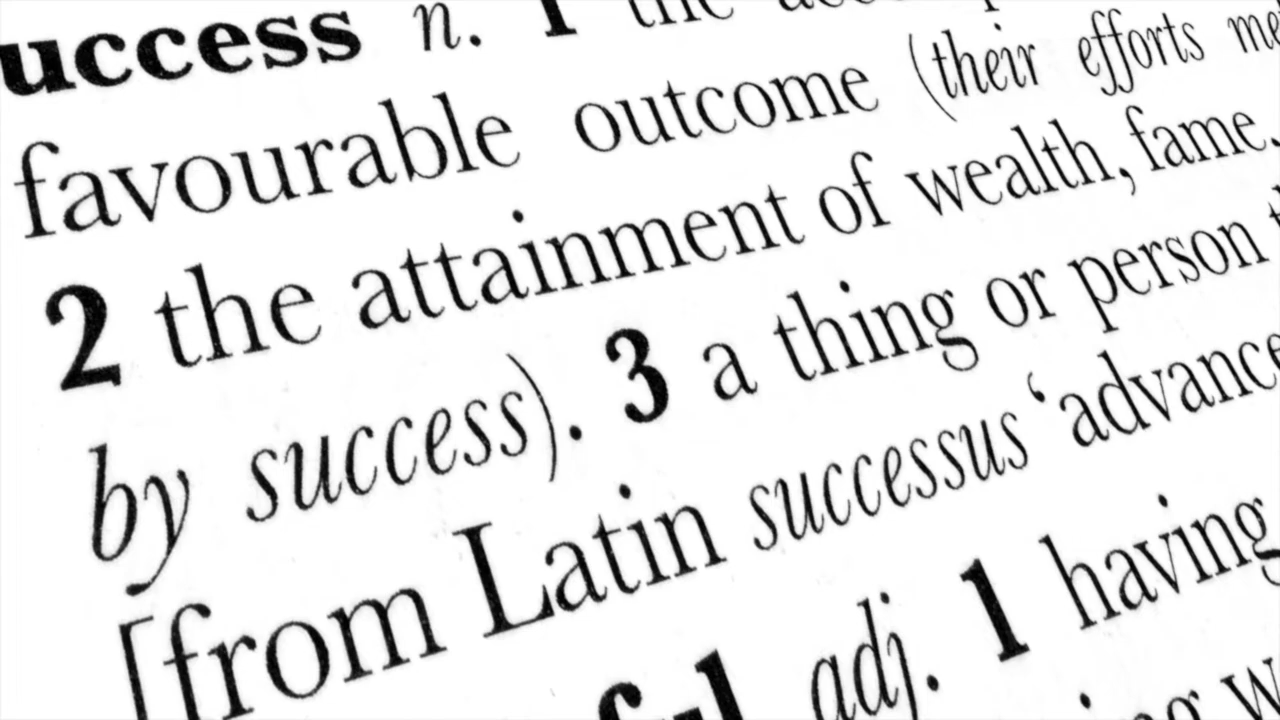 uccess n. 1 the
favourable outcome (their efforts
2 the attainment of wealth, fame.
by success). 3 a thing or person
[from Latin successus ‘advance
adj. 1 having